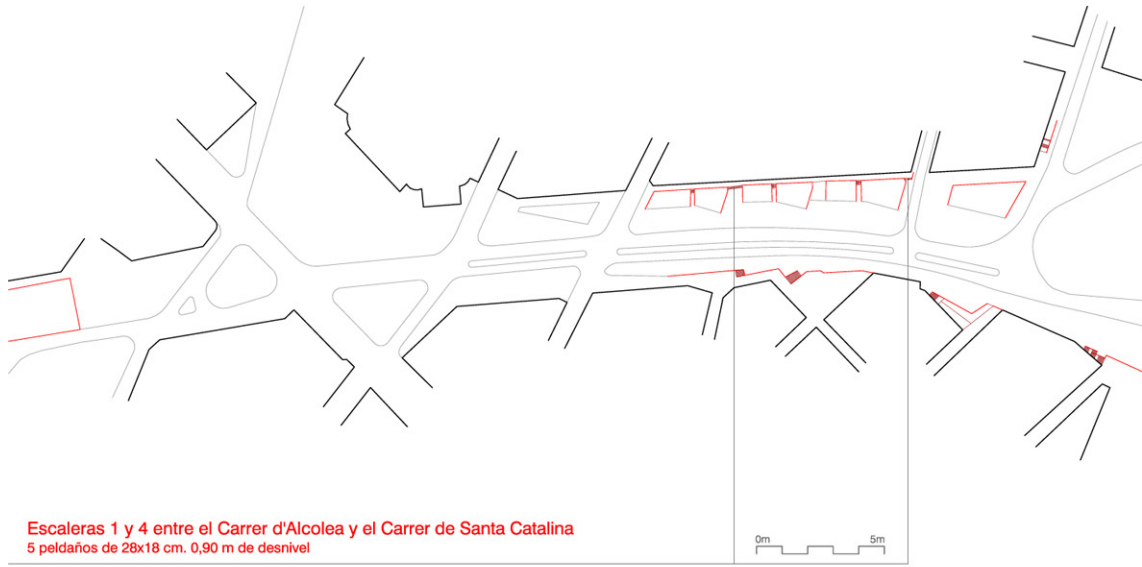 Escaleras 1 y 4 entre el Carrer d'Alcolea y el Carrer de Santa Catalina
5 peldaños de 28x18 cm. 0,90 m de desnivel
0m 5m